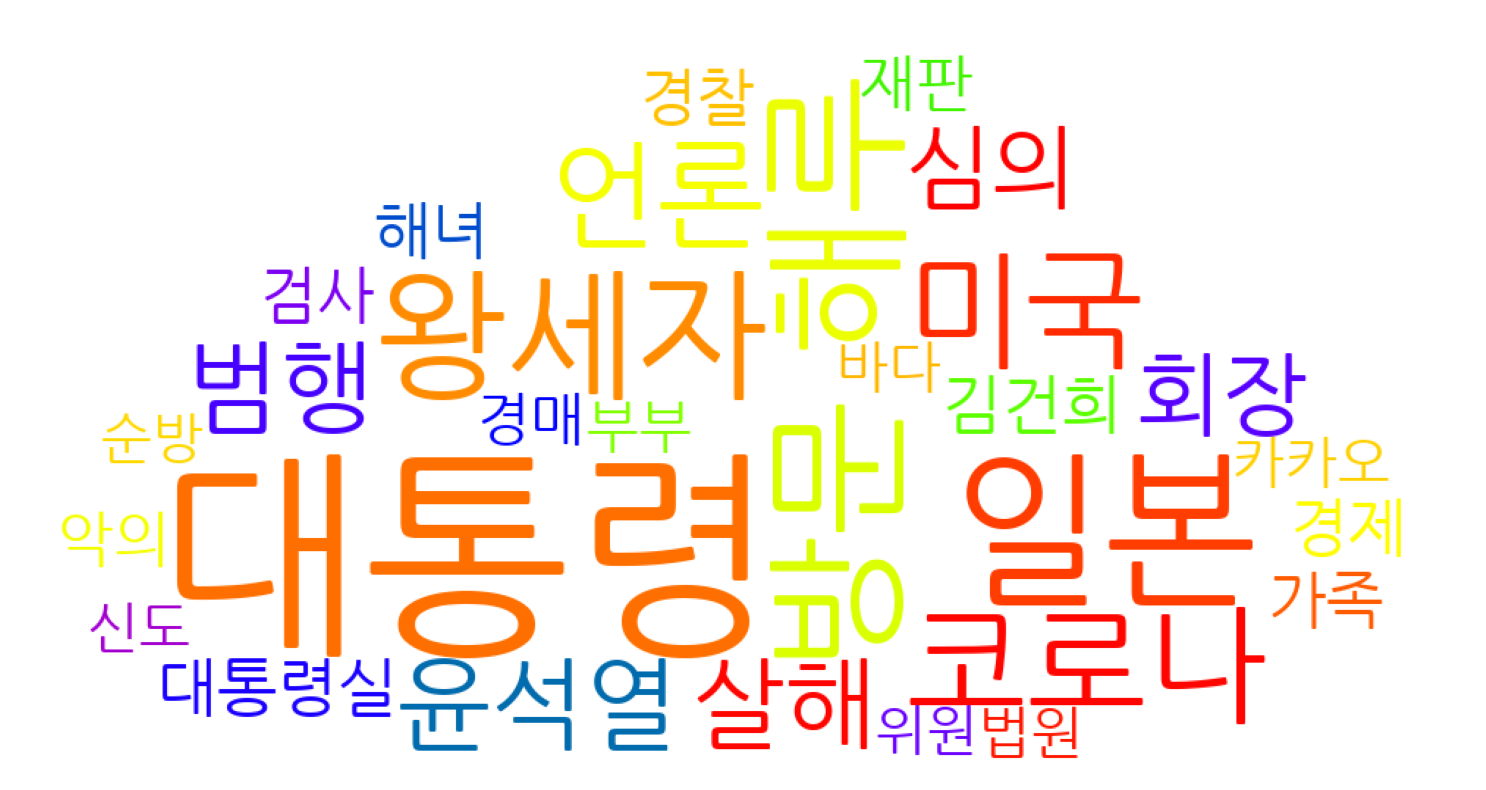 재판
경찰
해루
심의
언론
해녀
미국
검사
왕세자
범행
바다
회장
김건희
경매
부부
순방
방문
카카오
일본
대통령
경제
악의
가족
신도
코로나
대통령실
윤석열
살해
위원
법원